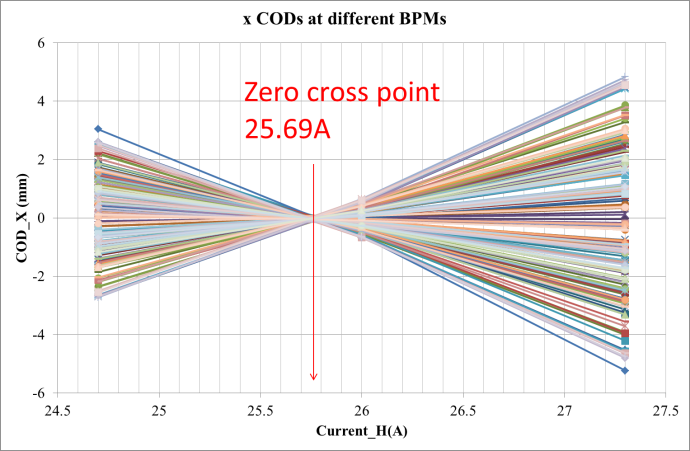 x CODs at different BPMs
6
4
2
0
-2
-4
-6
COD_X (mm)
Zero cross point
25.69A
24.5 25 25.5 26 26.5 27 27.5
Current_H(A)